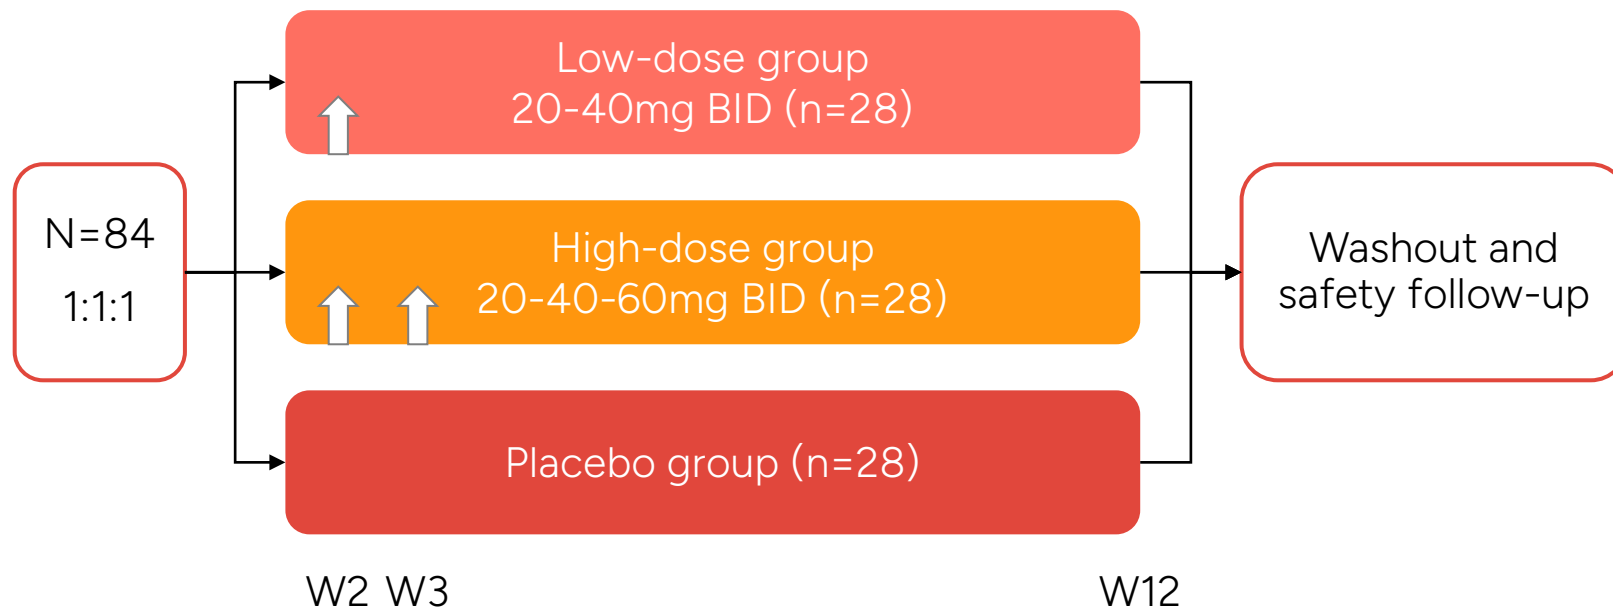 N=84
1:1:1
Low-dose group
20-40mg BID (n=28)
High-dose group
20-40-60mg BID (n=28)
Placebo group (n=28)
Washout and
safety follow-up
W2 W3
W12